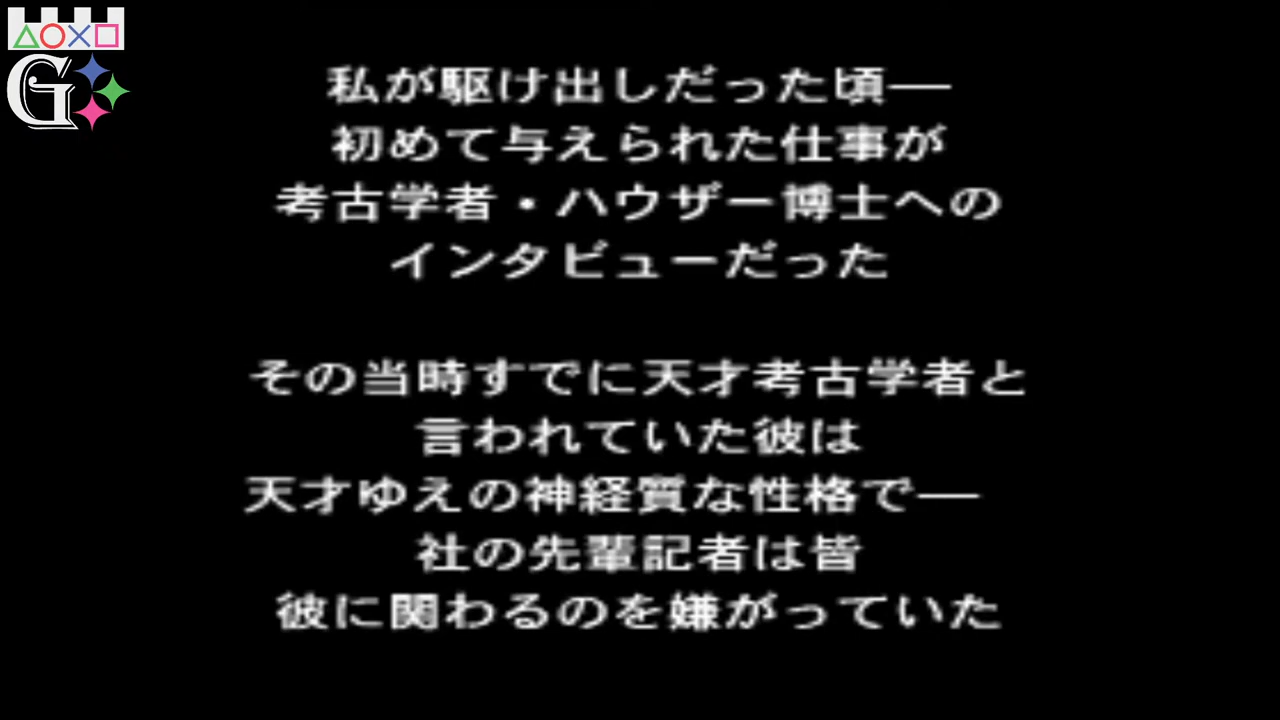 G
私が駆け出しだった頃――
初めて与えられた仕事が
考古学者・ハウザー博士への
インタビューだった
その当時すでに天才考古学者と
言われていた彼は
天才ゆえの神経質な性格で――
社の先輩記者は皆
彼に関わるのを嫌がっていた